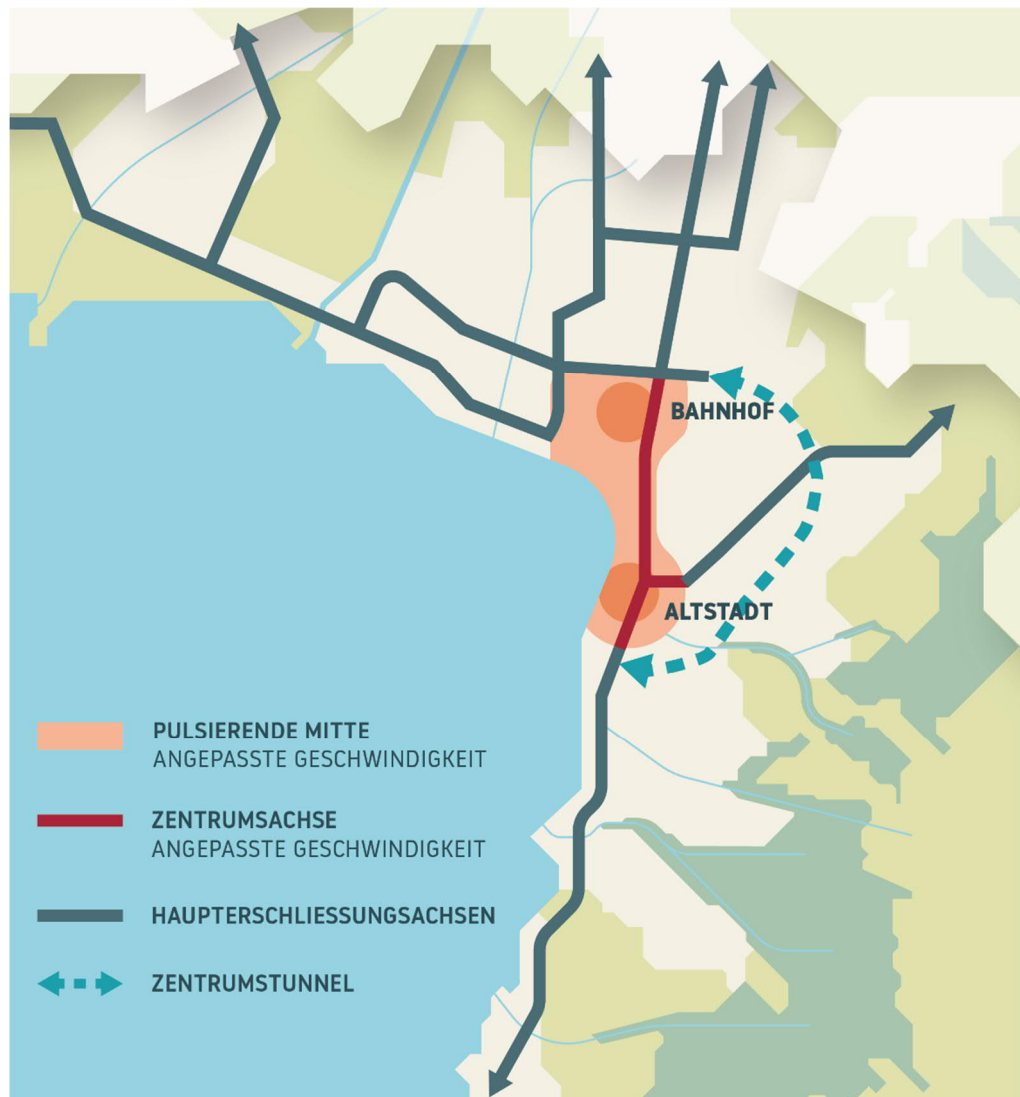 BAHNHOF
ALTSTADT
PULSIERENDE MITTE
ANGEPASSTE GESCHWINDIGKEIT
ZENTRUMSACHSE
ANGEPASSTE GESCHWINDIGKEIT
HAUPTERSCHLIESSUNGSACHSEN
ZENTRUMSTUNNEL